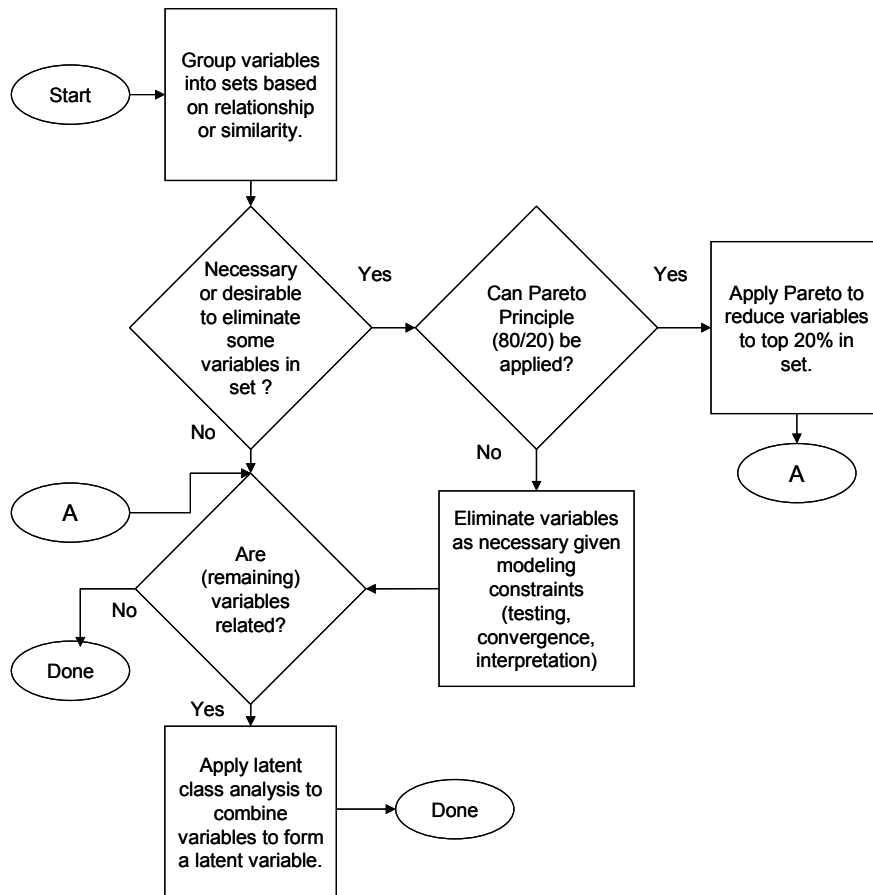 Start
Group variables
into sets based
on relationship
or similarity.
Necessary
or desirable
to eliminate
some
variables in
set ?
Yes
Can Pareto
Principle
(80/20) be
applied?
Yes
Apply Pareto to
reduce variables
to top 20% in
set.
A
No
No
A
Eliminate variables
as necessary given
modeling
constraints
(testing,
convergence,
interpretation)
Are
(remaining)
variables
related?
No
Done
Yes
Apply latent
class analysis to
combine
variables to form
a latent variable.
Done